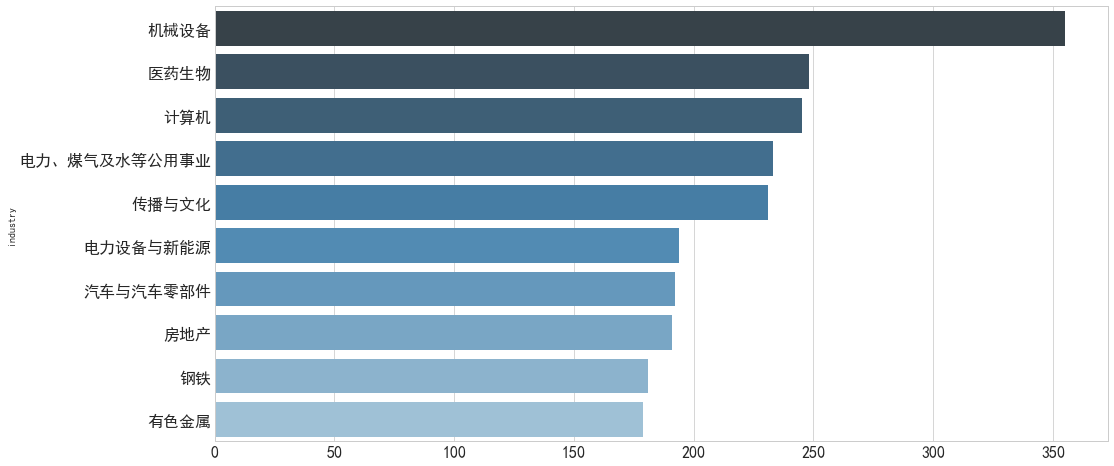 机械设备
医药生物
计算机
电力、煤气及水等公用事业
传播与文化
电力设备与新能源
汽车与汽车零部件
房地产
钢铁
有色金属
industry
0 50 100 150 200 250 300 350